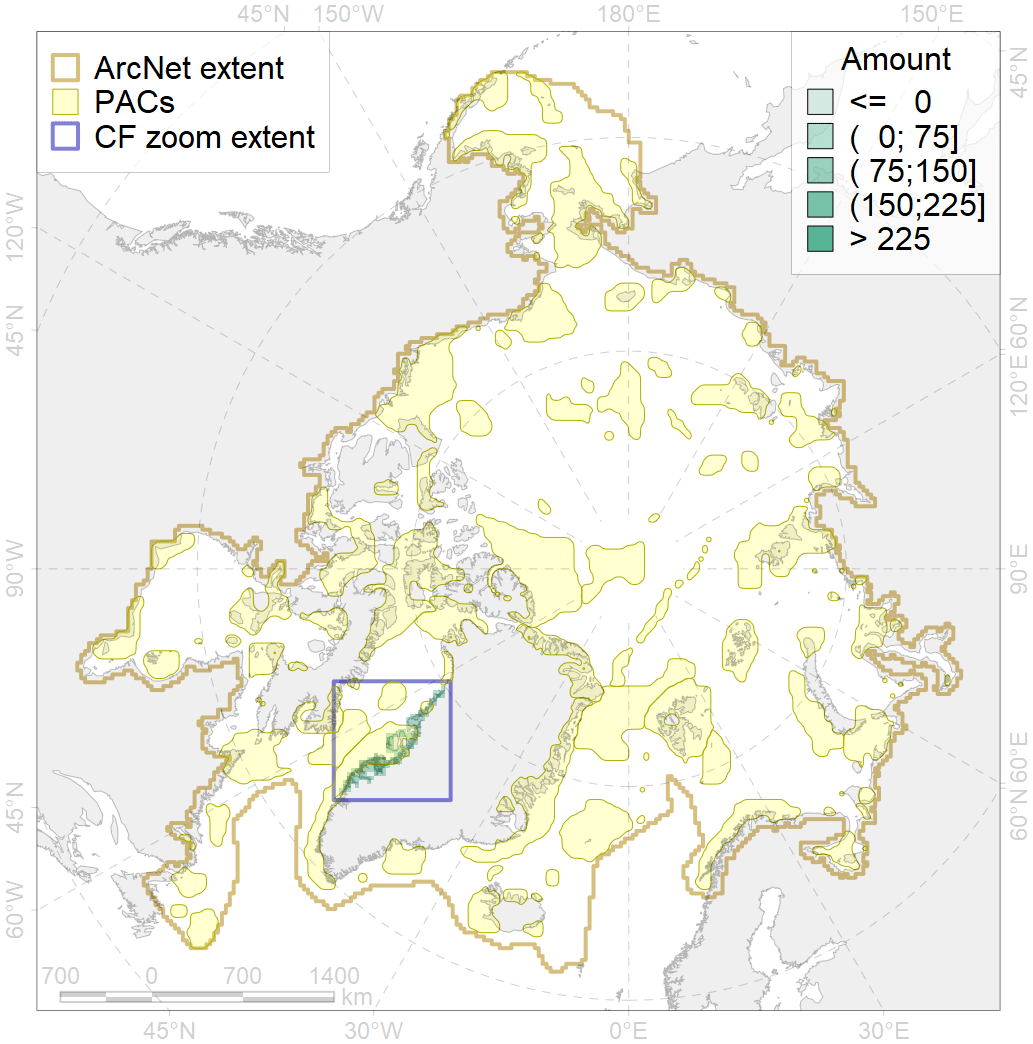 45°N 150°W 180°E 150°E
ArcNet extent
PACs
CF zoom extent
Amount
<= 0
( 0; 75]
( 75;150]
(150;225]
> 225
120°W
45°N
90°W
45°N
60°W
45°N
60°N
120°E
90°E
60°E
60°N
700 0 700 1400
km
45°N 30°W 0°E 30°E